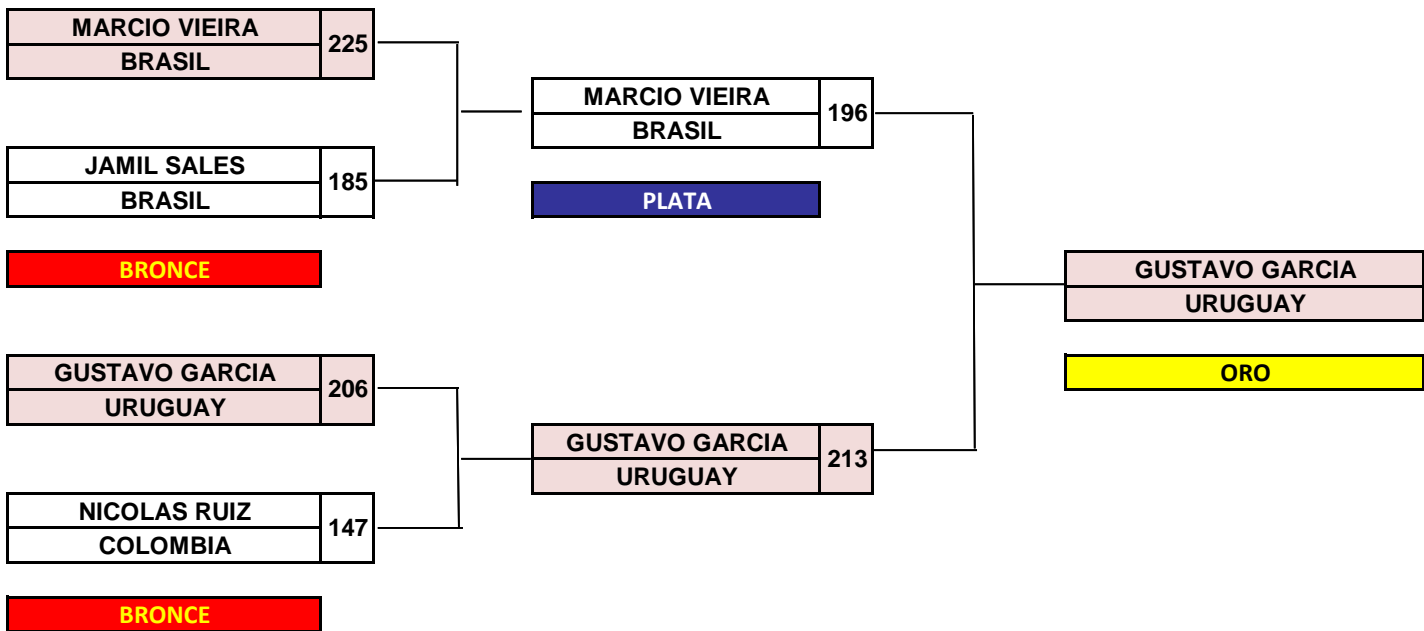 MARCIO VIEIRA
BRASIL
225
JAMIL SALES
BRASIL
185
BRONCE
GUSTAVO GARCIA
URUGUAY
206
NICOLAS RUIZ
COLOMBIA
147
BRONCE
MARCIO VIEIRA
BRASIL
196
PLATA
GUSTAVO GARCIA
URUGUAY
213
GUSTAVO GARCIA
URUGUAY
ORO